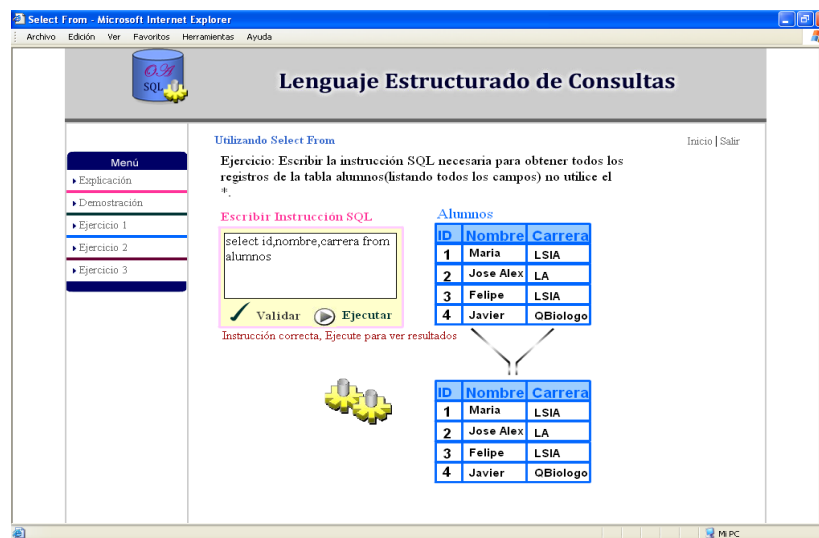 Select From - Microsoft Internet Explorer
Archivo Edición Ver Favoritos Herramientas Ayuda
OA
SQL
Lenguaje Estructurado de Consultas
Utilizando Select From
Inicio | Salir
Menú
Explicación
Demostración
Ejercicio 1
Ejercicio 2
Ejercicio 3
Ejercicio: Escribir la instrucción SQL necesaria para obtener todos los
registros de la tabla alumnos(listando todos los campos) no utilice el
*.
Escribir Instrucción SQL
select id,nombre,carrera from
alumnos
Validar Ejecutar
Instrucción correcta, Ejecute para ver resultados
Alumnos
ID Nombre Carrera
1 Maria LSIA
2 Jose Alex LA
3 Felipe LSIA
4 Javier QBiologo
ID Nombre Carrera
1 Maria LSIA
2 Jose Alex LA
3 Felipe LSIA
4 Javier QBiologo
Mi PC